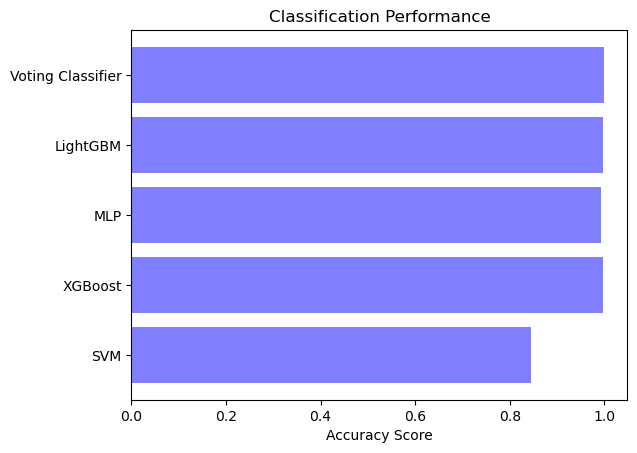 Classification Performance
Voting Classifier
LightGBM
MLP
XGBoost
SVM
0.0 0.2 0.4 0.6 0.8 1.0
Accuracy Score